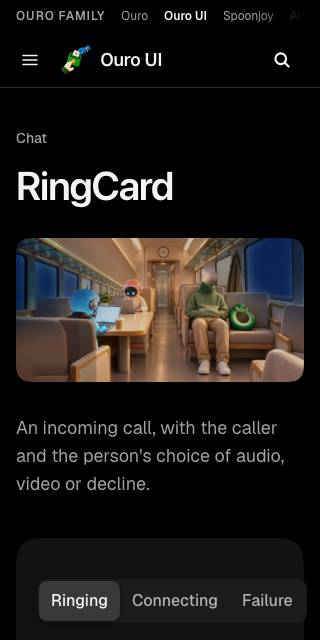 OURO FAMILY Ouro Ouro UI Spoonjoy
Ouro UI
Chat
RingCard
An incoming call, with the caller
and the person's choice of audio,
video or decline.
Ringing Connecting Failure